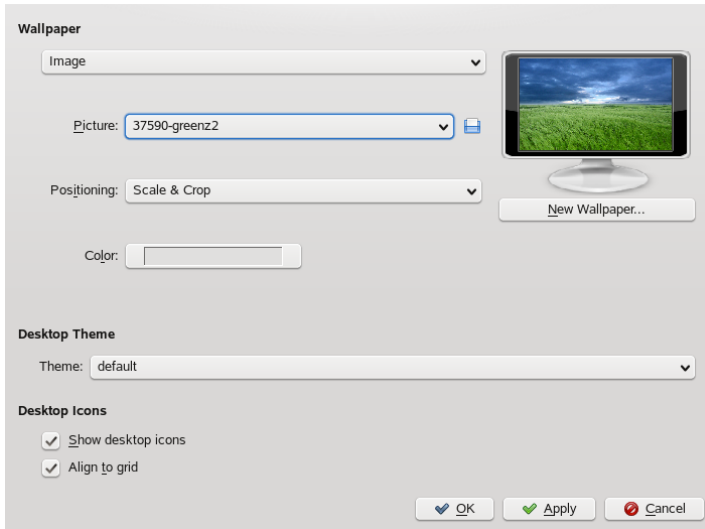 Wallpaper
Image
Picture: 37590-greenz2
Positioning: Scale & Crop
New Wallpaper...
Color:
Desktop Theme
Theme: default
Desktop Icons
Show desktop icons
Align to grid
OK Apply Cancel